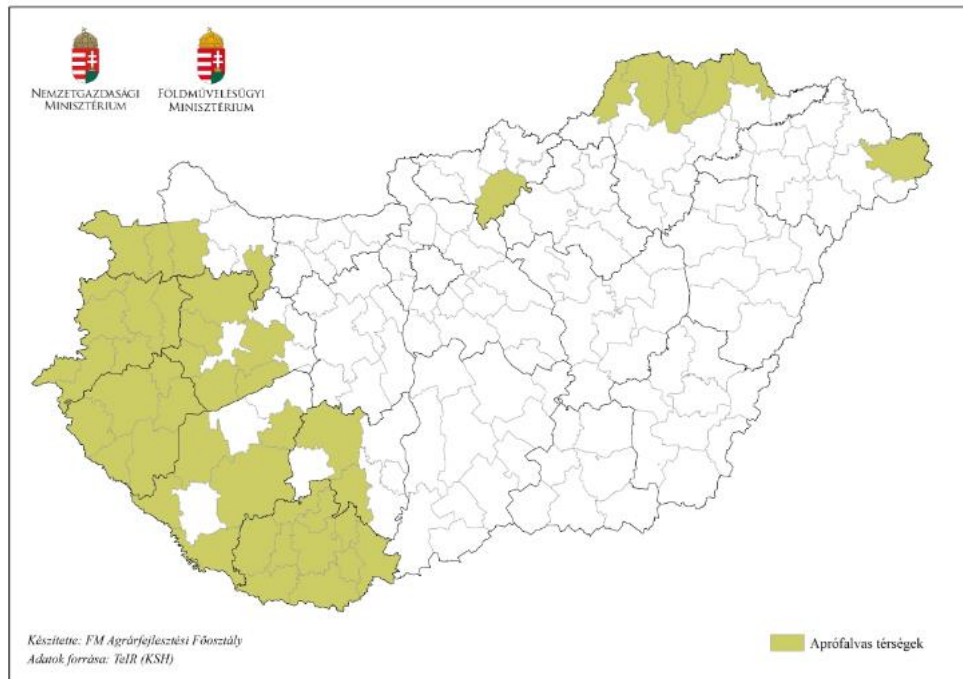 NEMZETGAZDASÁGI
MINISZTÉRIUM
FÖLDMŰVELÉSÜGYI
MINISZTÉRIUM
Készítette: FM Agrárfejlesztési Főosztály
Adatok forrása: TeIR (KSH)
Aprófalvas térségek